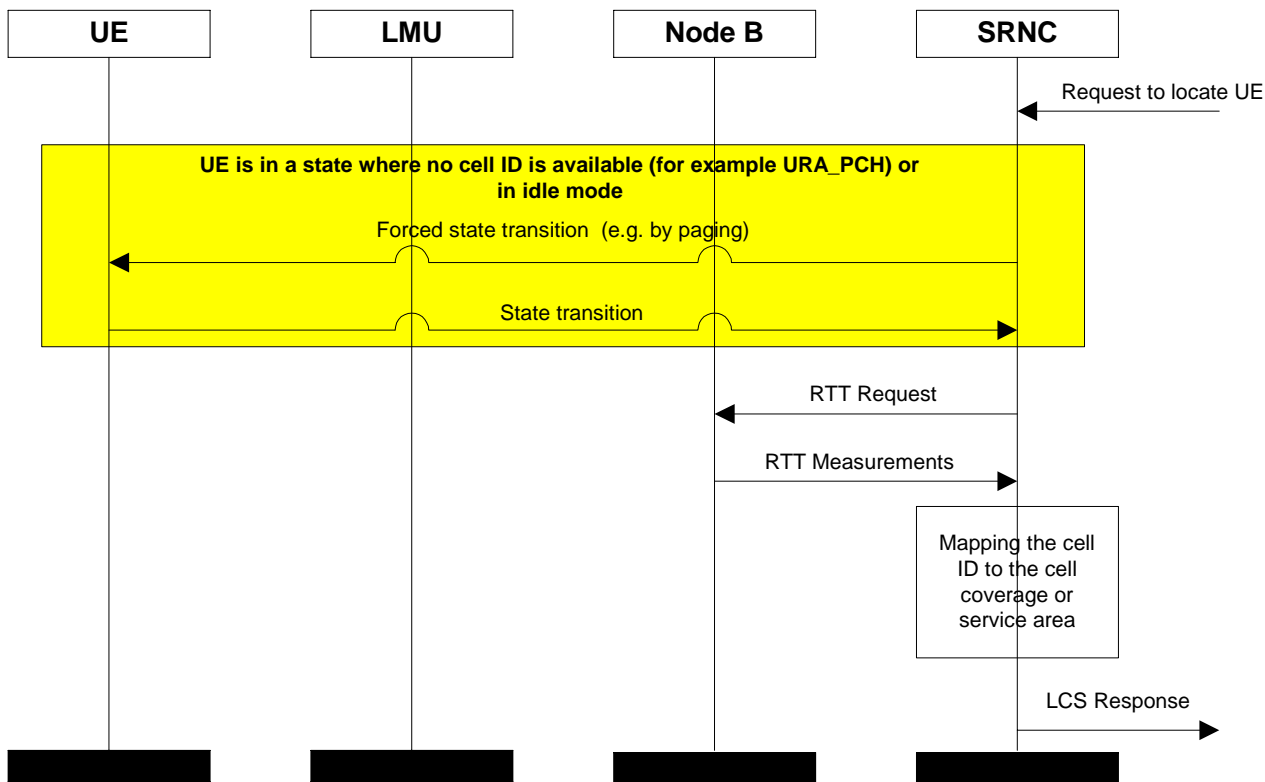 UE
LMU
Node B
SRNC
Request to locate UE
UE is in a state where no cell ID is available (for example URA_PCH) or
in idle mode
Forced state transition (e.g. by paging)
State transition
RTT Request
RTT Measurements
Mapping the cell
ID to the cell
coverage or
service area
LCS Response